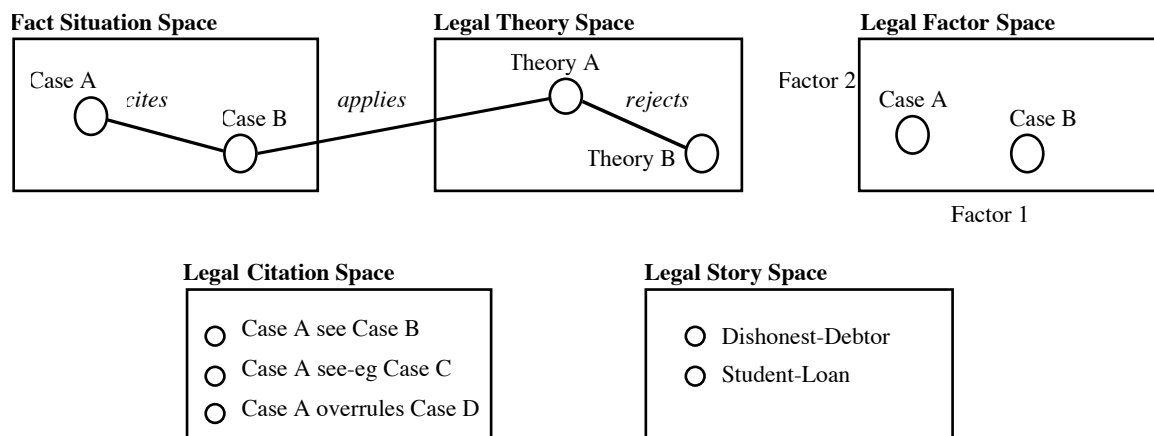 Fact Situation Space
Legal Theory Space
Legal Factor Space
Case A
cites
Case B
applies
Theory A
rejects
Theory B
Factor 2
Case A
Case B
Factor 1
Legal Citation Space
Case A see Case B
Case A see-eg Case C
Case A overrules Case D
Legal Story Space
Dishonest-Debtor
Student-Loan